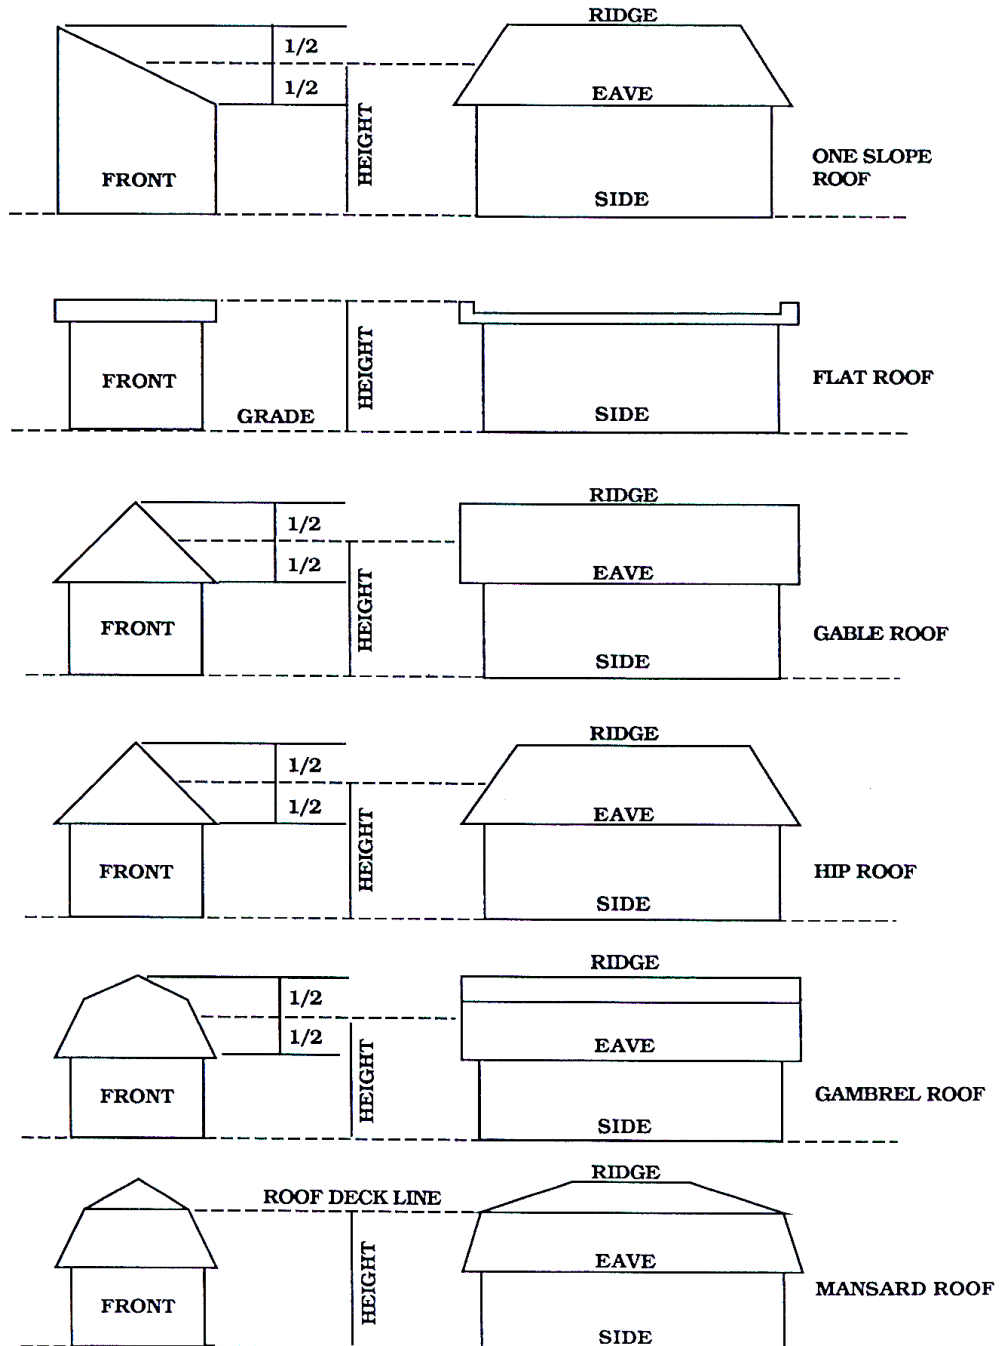 RIDGE
1/2
1/2
HEIGHT
EAVE
FRONT
SIDE
ONE SLOPE
ROOF
FRONT
GRADE
HEIGHT
SIDE
FLAT ROOF
RIDGE
1/2
1/2
HEIGHT
EAVE
FRONT
SIDE
GABLE ROOF
RIDGE
1/2
1/2
HEIGHT
EAVE
FRONT
SIDE
HIP ROOF
RIDGE
1/2
1/2
HEIGHT
EAVE
FRONT
SIDE
GAMBREL ROOF
RIDGE
ROOF DECK LINE
HEIGHT
EAVE
FRONT
SIDE
MANSARD ROOF